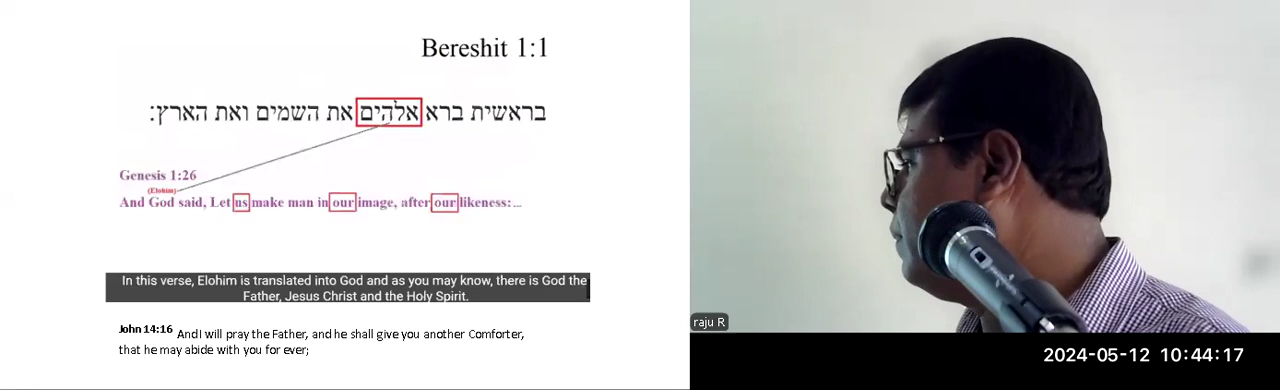 Bereshit 1:1
בראשית ברא אלהים את השמים ואת הארץ:
Genesis 1:26
(Elohim)
And God said, Let us make man in our image, after our likeness:...
In this verse, Elohim is translated into God and as you may know, there is God the
Father, Jesus Christ and the Holy Spirit.
John 14:16 And I will pray the Father, and he shall give you another Comforter,
that he may abide with you for ever;
raju R
2024-05-12 10:44:17